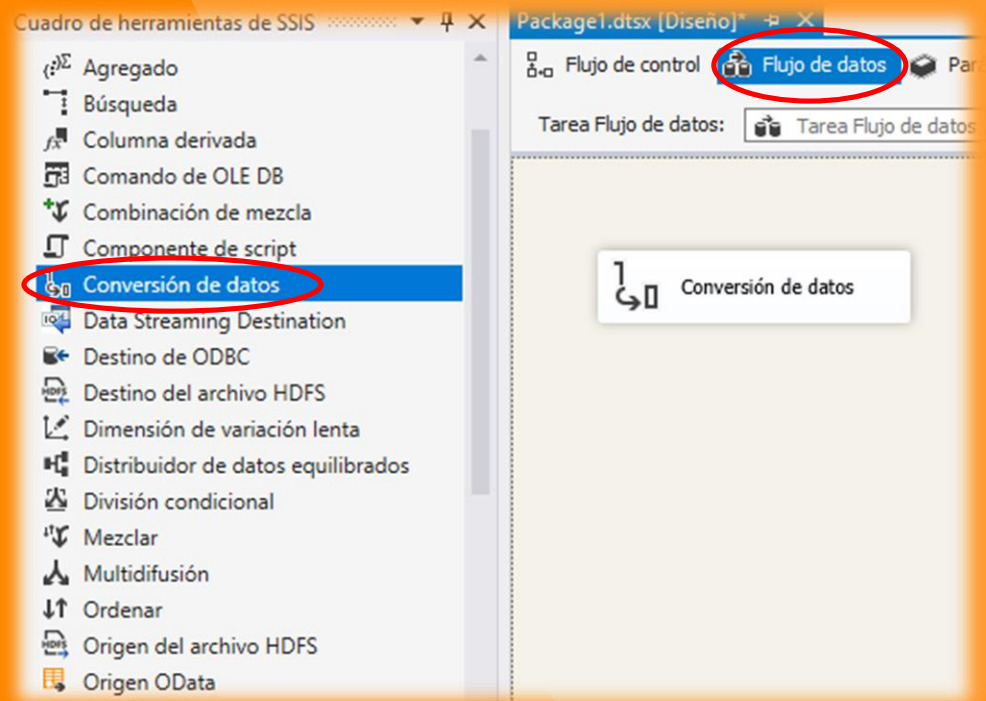 Cuadro de herramientas de SSIS
Agregado
Búsqueda
Columna derivada
Comando de OLE DB
Combinación de mezcla
Componente de script
Conversión de datos
Data Streaming Destination
Destino de ODBC
Destino del archivo HDFS
Dimensión de variación lenta
Distribuidor de datos equilibrados
División condicional
Mezclar
Multidifusión
Ordenar
Origen del archivo HDFS
Origen OData
Package1.dtsx [Diseño]*
Flujo de control Flujo de datos Par
Tarea Flujo de datos: Tarea Flujo de datos
Conversión de datos